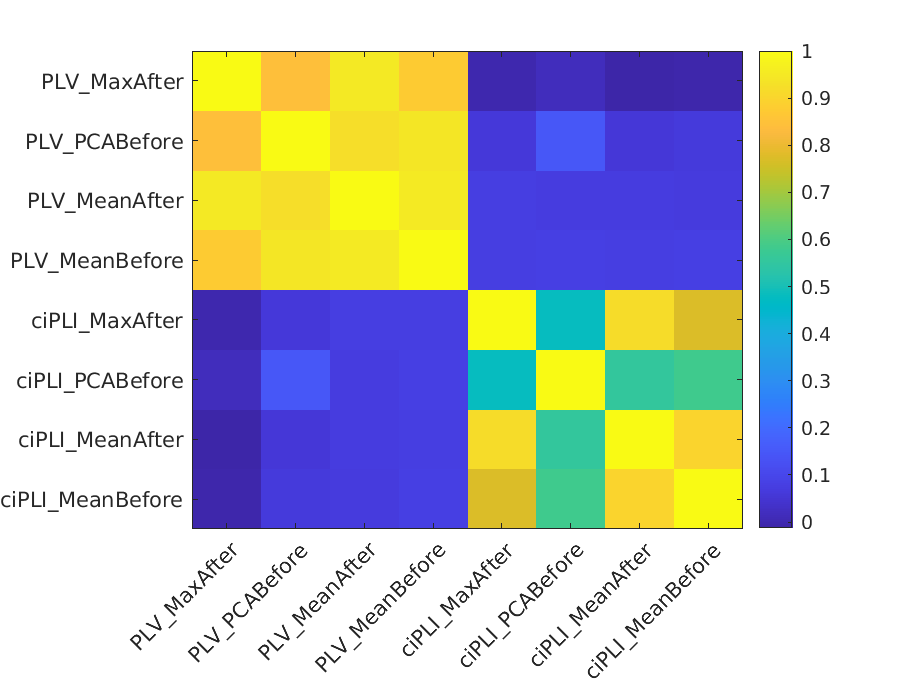 PLV_MaxAfter
PLV_PCABefore
PLV_MeanAfter
PLV_MeanBefore
ciPLI_MaxAfter
ciPLI_PCABefore
ciPLI_MeanAfter
ciPLI_MeanBefore
1
0.9
0.8
0.7
0.6
0.5
0.4
0.3
0.2
0.1
0
PLV_MaxAfter
PLV_PCABefore
PLV_MeanAfter
PLV_MeanBefore
ciPLI_MaxAfter
ciPLI_PCABefore
ciPLI_MeanAfter
ciPLI_MeanBefore